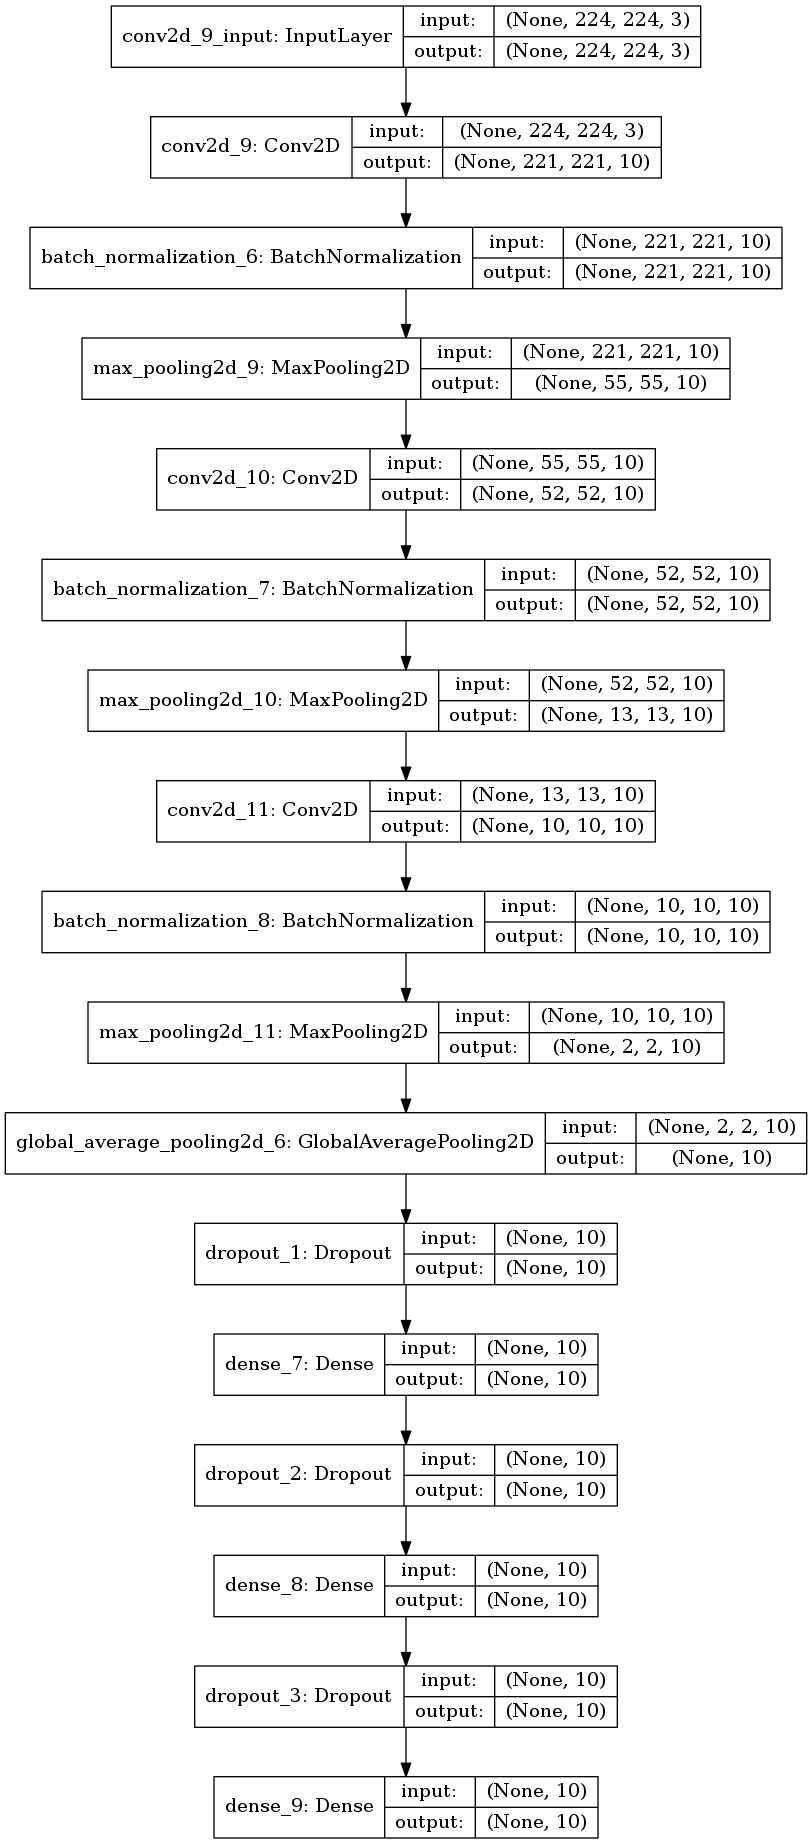 conv2d_9_input: InputLayer
input: (None, 224, 224, 3)
output: (None, 224, 224, 3)
conv2d_9: Conv2D
input: (None, 224, 224, 3)
output: (None, 221, 221, 10)
batch_normalization_6: BatchNormalization
input: (None, 221, 221, 10)
output: (None, 221, 221, 10)
max_pooling2d_9: MaxPooling2D
input: (None, 221, 221, 10)
output: (None, 55, 55, 10)
conv2d_10: Conv2D
input: (None, 55, 55, 10)
output: (None, 52, 52, 10)
batch_normalization_7: BatchNormalization
input: (None, 52, 52, 10)
output: (None, 52, 52, 10)
max_pooling2d_10: MaxPooling2D
input: (None, 52, 52, 10)
output: (None, 13, 13, 10)
conv2d_11: Conv2D
input: (None, 13, 13, 10)
output: (None, 10, 10, 10)
batch_normalization_8: BatchNormalization
input: (None, 10, 10, 10)
output: (None, 10, 10, 10)
max_pooling2d_11: MaxPooling2D
input: (None, 10, 10, 10)
output: (None, 2, 2, 10)
global_average_pooling2d_6: GlobalAveragePooling2D
input: (None, 2, 2, 10)
output: (None, 10)
dropout_1: Dropout
input: (None, 10)
output: (None, 10)
dense_7: Dense
input: (None, 10)
output: (None, 10)
dropout_2: Dropout
input: (None, 10)
output: (None, 10)
dense_8: Dense
input: (None, 10)
output: (None, 10)
dropout_3: Dropout
input: (None, 10)
output: (None, 10)
dense_9: Dense
input: (None, 10)
output: (None, 10)